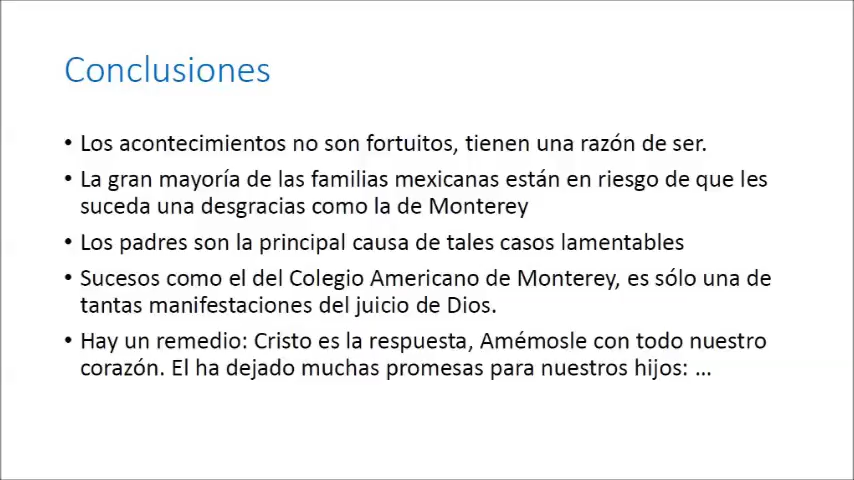 Conclusiones
• Los acontecimientos no son fortuitos, tienen una razón de ser.
• La gran mayoría de las familias mexicanas están en riesgo de que les
suceda una desgracias como la de Monterey
• Los padres son la principal causa de tales casos lamentables
• Sucesos como el del Colegio Americano de Monterey, es sólo una de
tantas manifestaciones del juicio de Dios.
• Hay un remedio: Cristo es la respuesta, Amémosle con todo nuestro
corazón. El ha dejado muchas promesas para nuestros hijos: ...